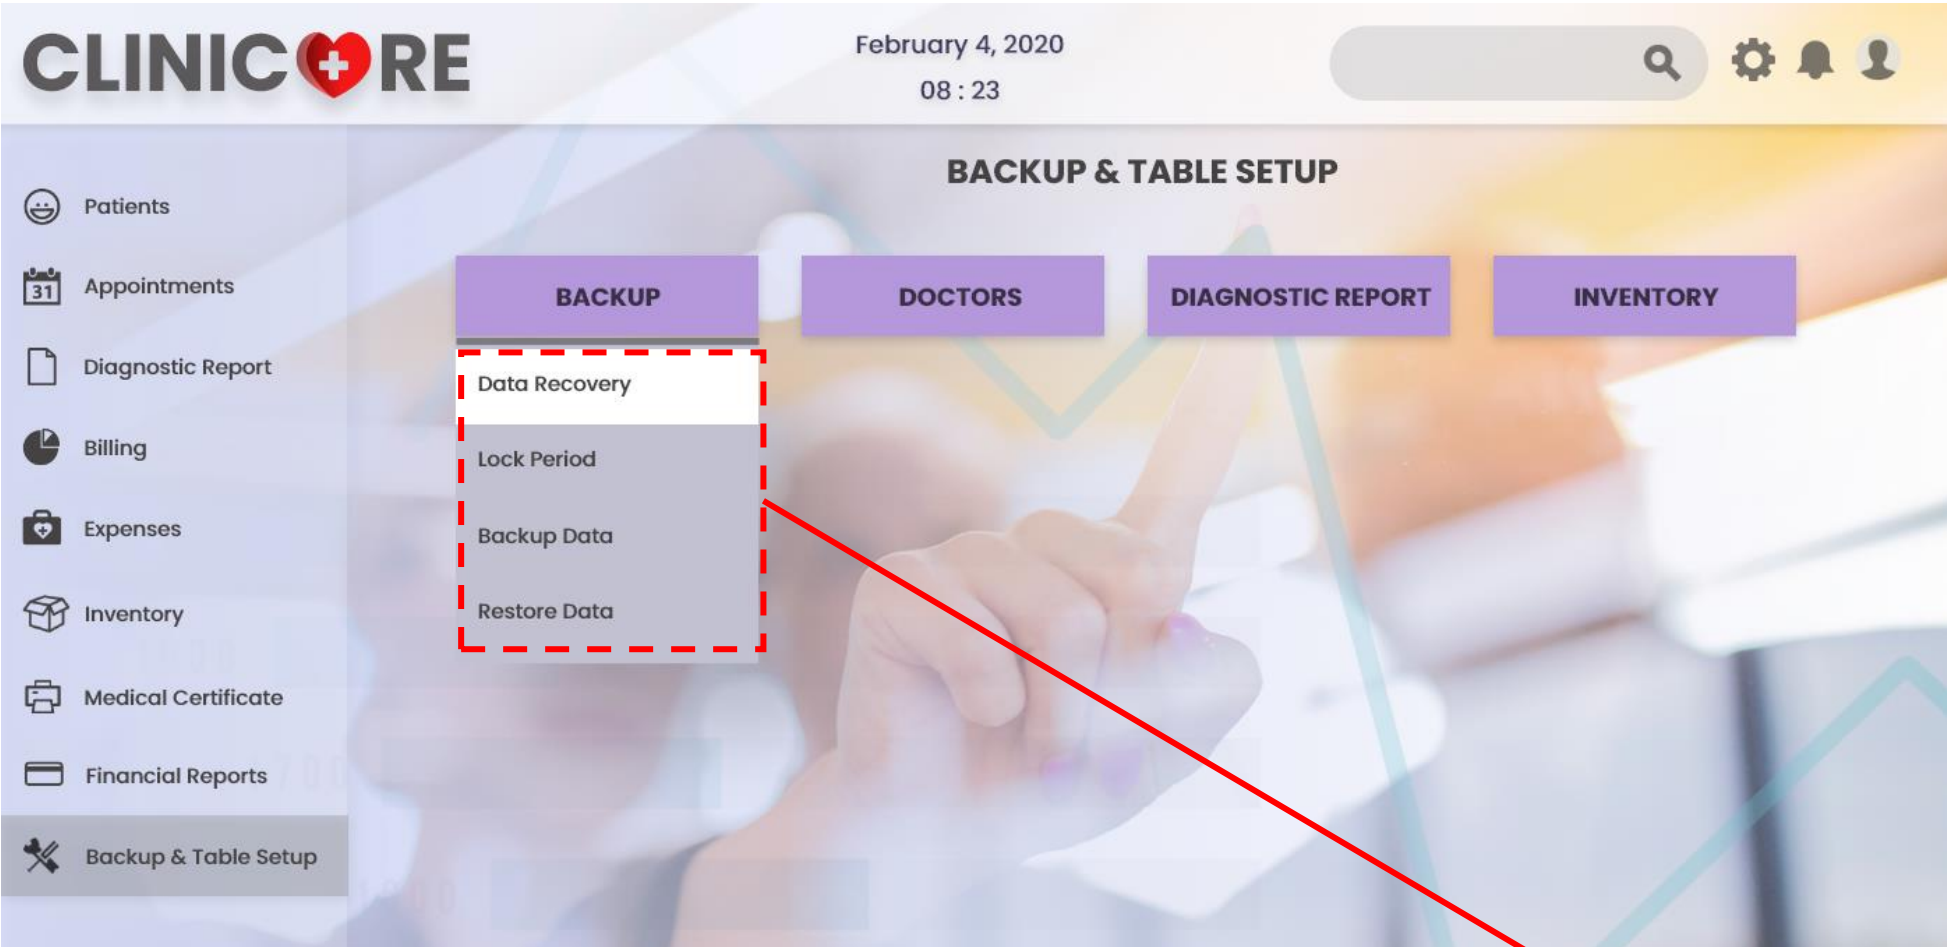 CLINICORE
February 4, 2020
08 : 23
Patients
31
Appointments
Diagnostic Report
Billing
Expenses
Inventory
Medical Certificate
Financial Reports
Backup & Table Setup
BACKUP & TABLE SETUP
BACKUP
DOCTORS
DIAGNOSTIC REPORT
INVENTORY
Data Recovery
Lock Period
Backup Data
Restore Data